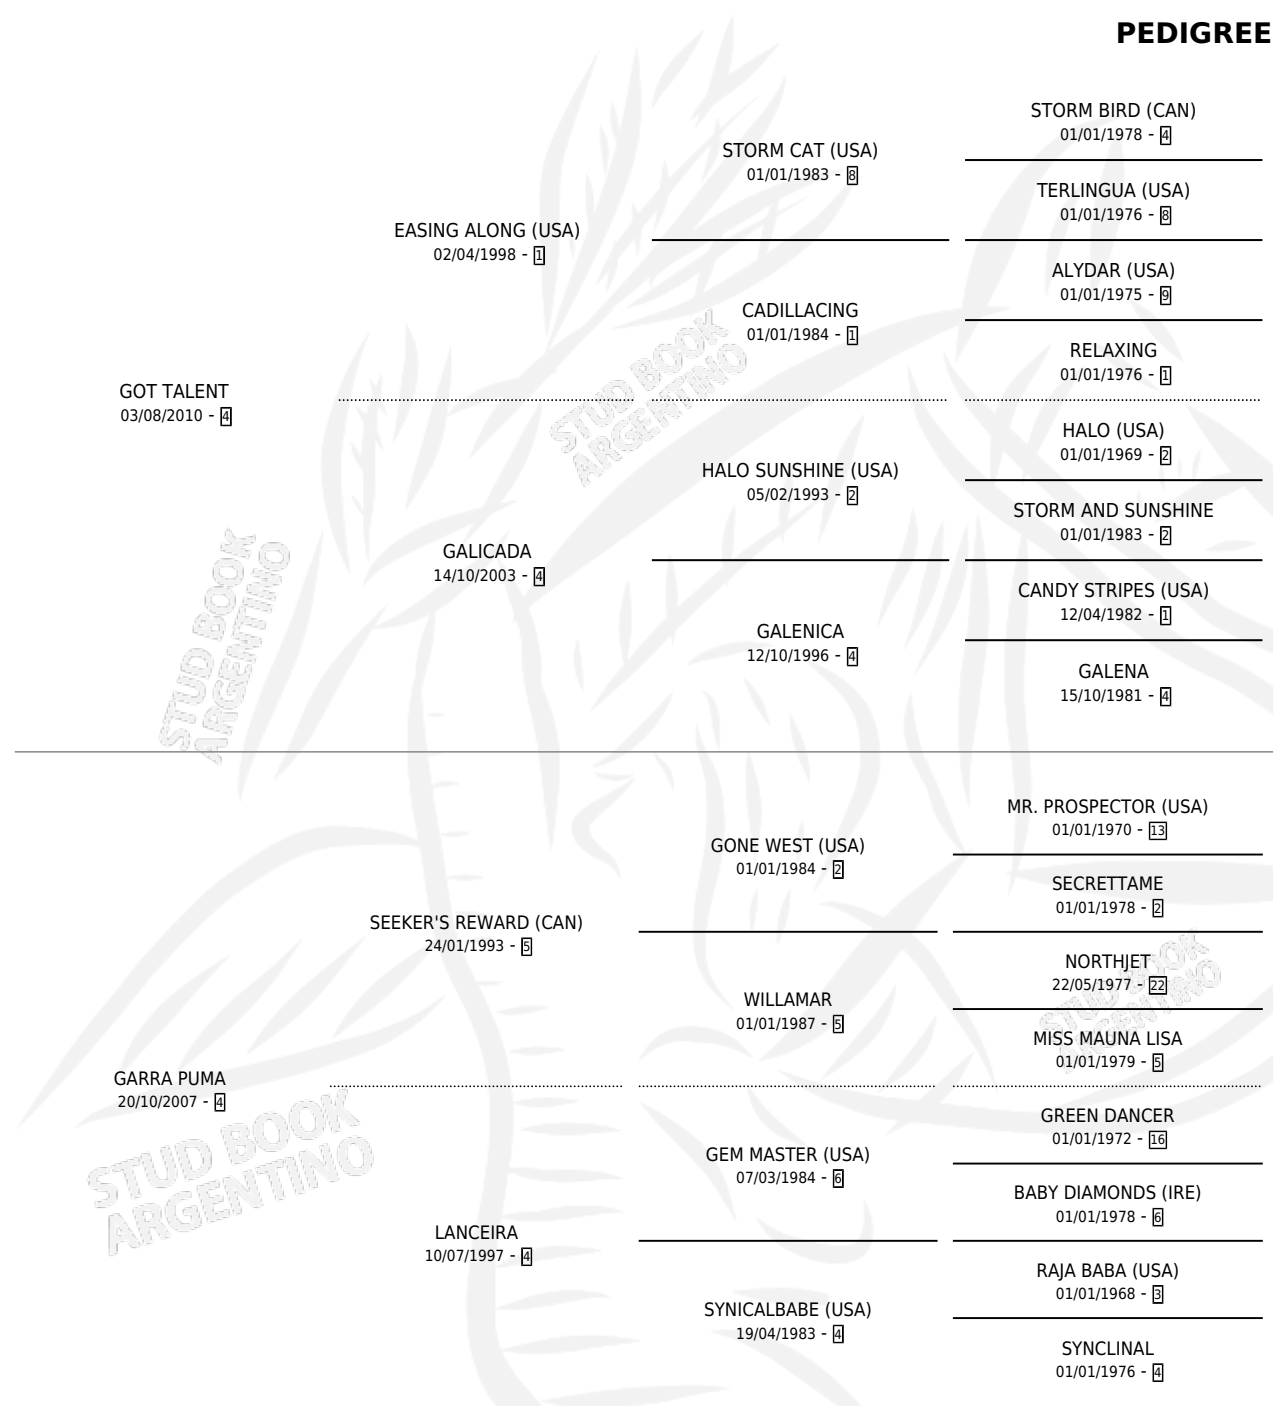 PEDIGREE
STORM BIRD (CAN)
01/01/1978 - 4
STORM CAT (USA)
01/01/1983 - 8
TERLINGUA (USA)
01/01/1976 - 8
EASING ALONG (USA)
02/04/1998 - 1
ALYDAR (USA)
01/01/1975 - 9
CADILLACING
01/01/1984 - 1
RELAXING
01/01/1976 - 1
GOT TALENT
03/08/2010 - 4
HALO (USA)
01/01/1969 - 2
HALO SUNSHINE (USA)
05/02/1993 - 2
STORM AND SUNSHINE
01/01/1983 - 2
GALICADA
14/10/2003 - 4
CANDY STRIPES (USA)
12/04/1982 - 1
GALENICA
12/10/1996 - 4
GALENA
15/10/1981 - 4
MR. PROSPECTOR (USA)
01/01/1970 - 13
GONE WEST (USA)
01/01/1984 - 2
SECRETTAME
01/01/1978 - 2
SEEKER'S REWARD (CAN)
24/01/1993 - 5
NORTHJET
22/05/1977 - 22
WILLAMAR
01/01/1987 - 5
MISS MAUNA LISA
01/01/1979 - 5
GARRA PUMA
20/10/2007 - 4
GREEN DANCER
01/01/1972 - 16
GEM MASTER (USA)
07/03/1984 - 6
BABY DIAMONDS (IRE)
01/01/1978 - 6
LANCEIRA
10/07/1997 - 4
RAJA BABA (USA)
01/01/1968 - 3
SYNICALBABE (USA)
19/04/1983 - 4
SYNCLINAL
01/01/1976 - 4
STUD BOOK
ARGENTINO
STUD BOOK
ARGENTINO
STUD BOOK
ARGENTINO
STUD BOOK
ARGENTINO